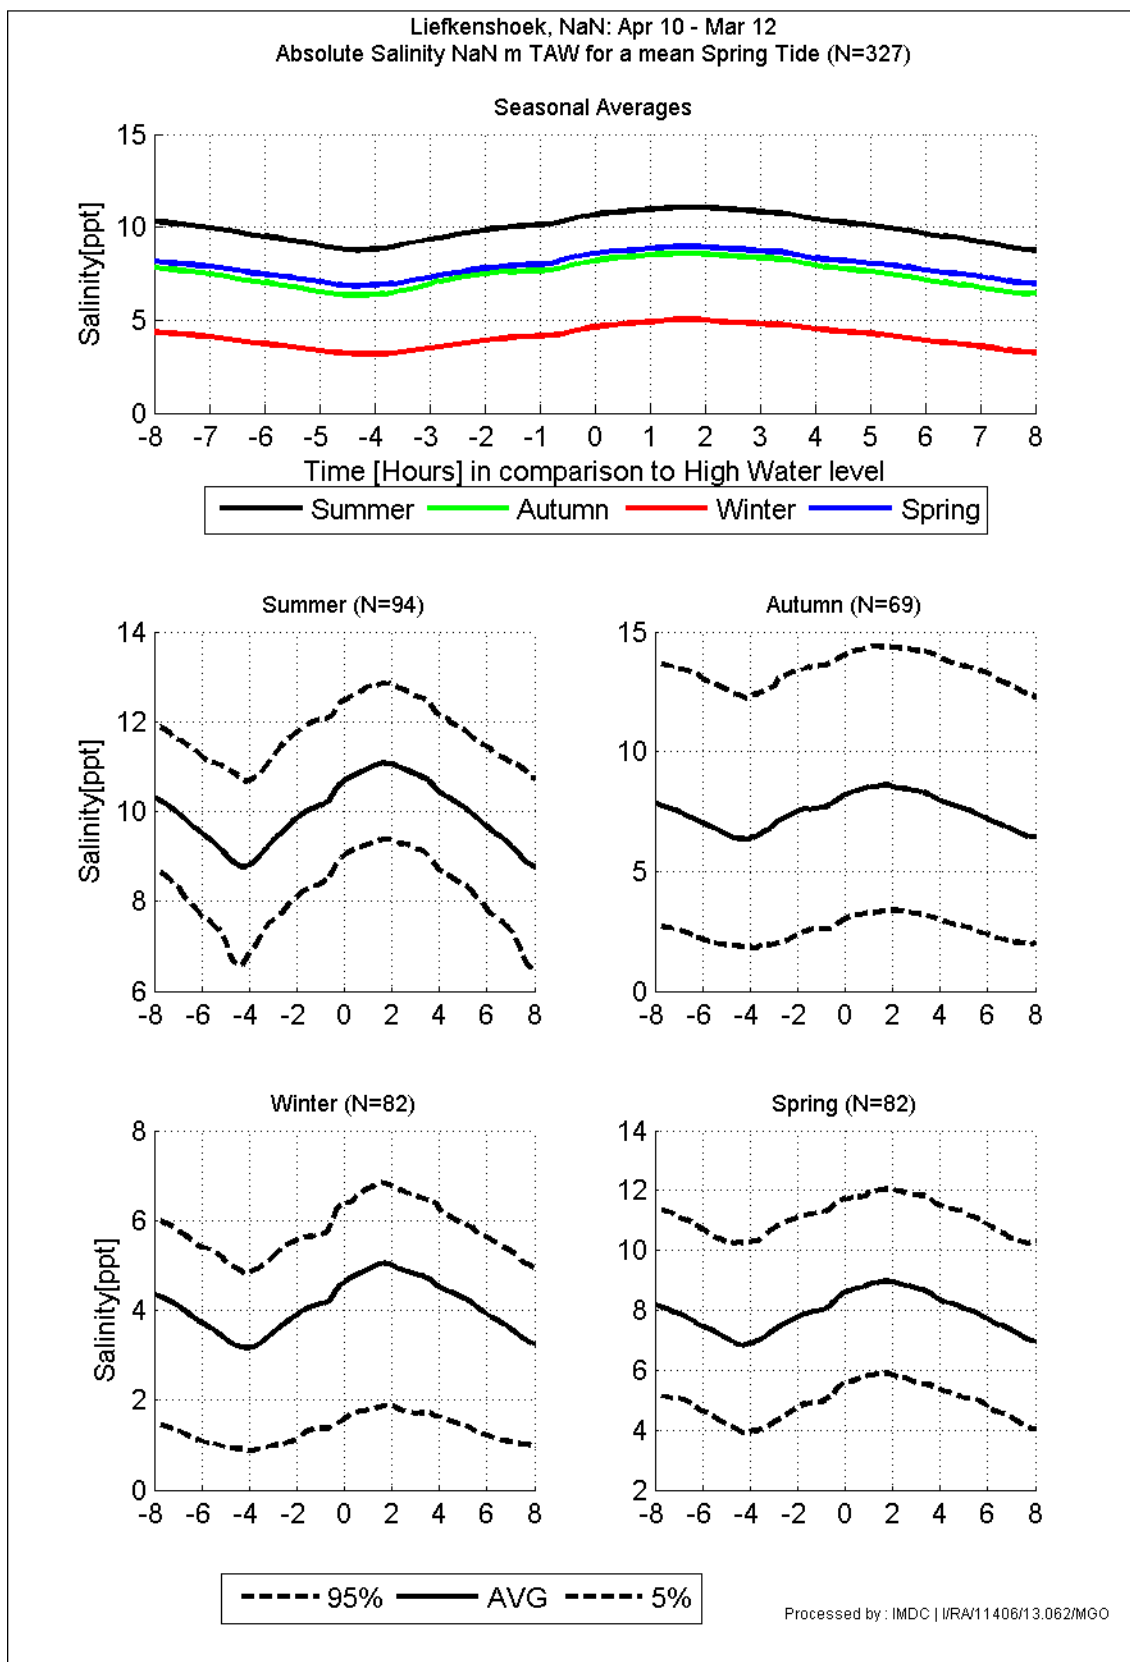 Liefkenshoek, NaN: Apr 10 - Mar 12
Absolute Salinity NaN m TAW for a mean Spring Tide (N=327)
Seasonal Averages
15
10
5
0
Salinity[ppt]
-8 -7 -6 -5 -4 -3 -2 -1 0 1 2 3 4 5 6 7 8
Time [Hours] in comparison to High Water level
Summer Autumn Winter Spring
Summer (N=94)
14
12
10
8
6
Salinity[ppt]
-8 -6 -4 -2 0 2 4 6 8
Autumn (N=69)
15
10
5
0
-8 -6 -4 -2 0 2 4 6 8
Winter (N=82)
8
6
4
2
0
Salinity[ppt]
-8 -6 -4 -2 0 2 4 6 8
Spring (N=82)
14
12
10
8
6
4
2
-8 -6 -4 -2 0 2 4 6 8
95% AVG 5%
Processed by : IMDC | I/RA/11406/13.062/MGO